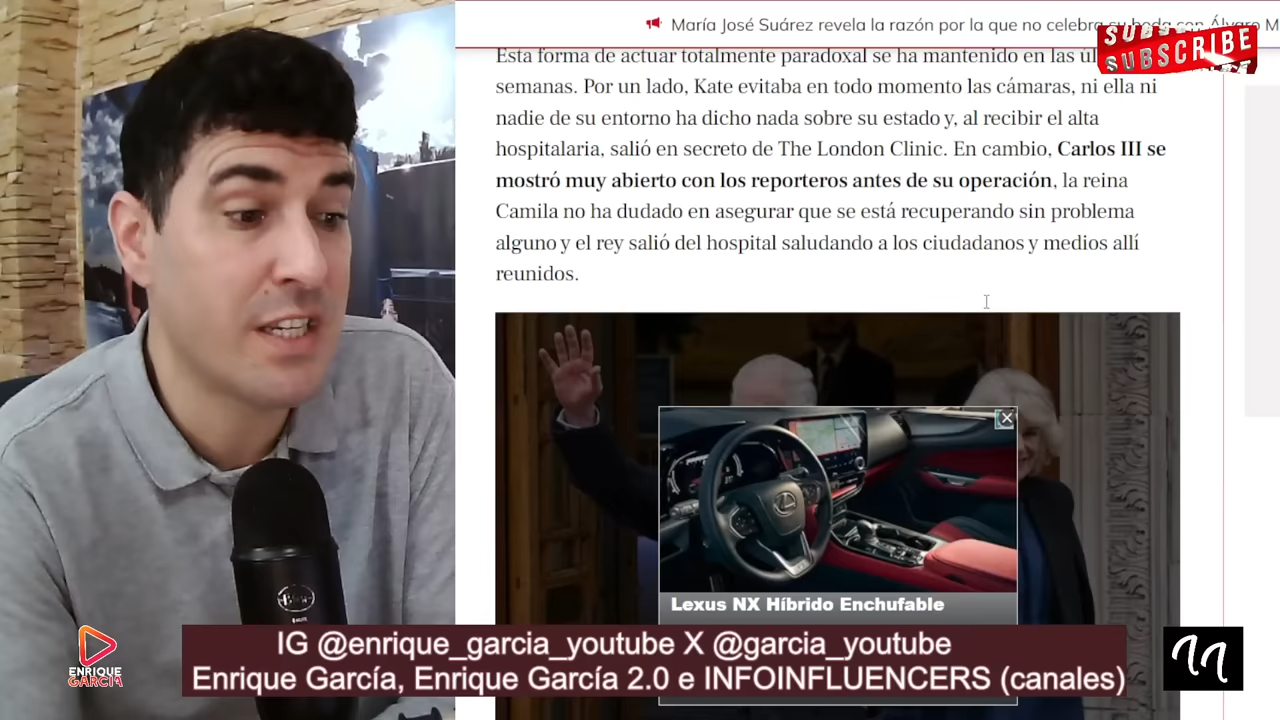 María José Suárez revela la razón por la que no celebra su boda con Álvaro M
SUBSCRIBE
SUBSCRIBE
Esta forma de actuar totalmente paradoxal se ha mantenido en las úl
semanas. Por un lado, Kate evitaba en todo momento las cámaras, ni ella ni
nadie de su entorno ha dicho nada sobre su estado y, al recibir el alta
hospitalaria, salió en secreto de The London Clinic. En cambio, Carlos III se
mostró muy abierto con los reporteros antes de su operación, la reina
Camila no ha dudado en asegurar que se está recuperando sin problema
alguno y el rey salió del hospital saludando a los ciudadanos y medios allí
reunidos.
Lexus NX Híbrido Enchufable
IG @enrique_garcia_youtube X @garcia_youtube
Enrique García, Enrique García 2.0 e INFOINFLUENCERS (canales)
ENRIQUE
GARCÍA